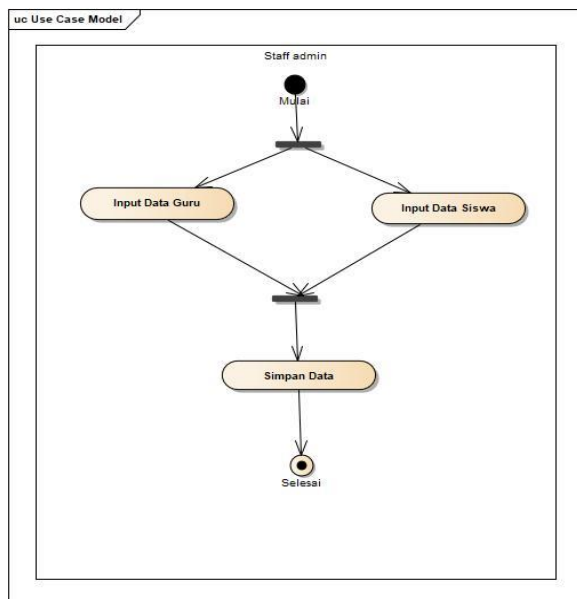 uc Use Case Model
Staff admin
Mulai
Input Data Guru
Input Data Siswa
Simpan Data
Selesai